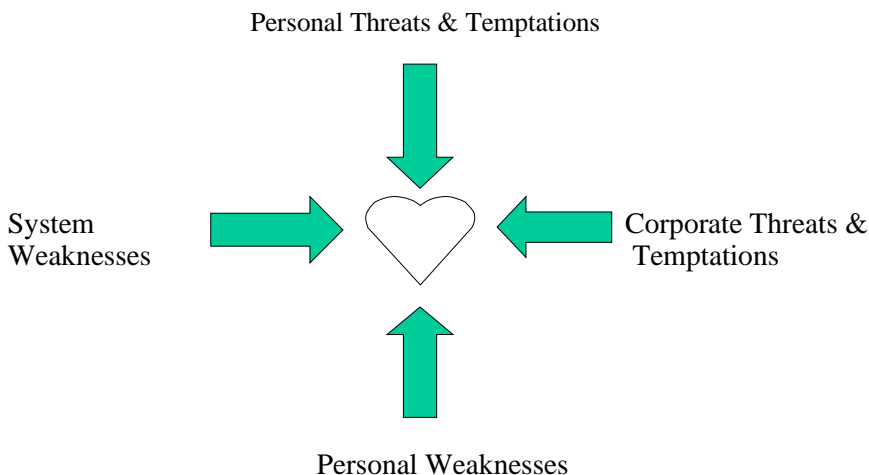 Personal Threats & Temptations
System
Weaknesses
Corporate Threats &
Temptations
Personal Weaknesses